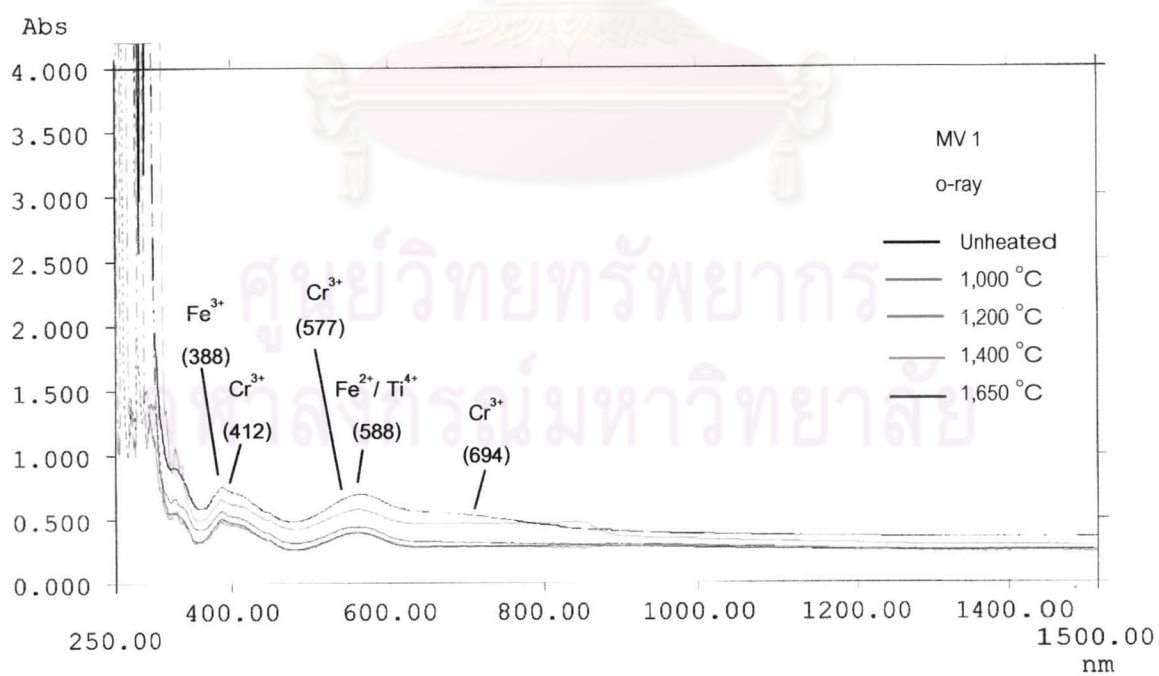 Abs
4.000
3.500
3.000
2.500
2.000
1.500
1.000
0.500
0.000
250.00
400.00
600.00
800.00
1000.00
1200.00
1400.00
1500.00
nm
MV 1
o-ray
Unheated
1,000 °C
1,200 °C
1,400 °C
1,650 °C
Fe³⁺
(388)
Cr³⁺
(412)
Cr³⁺
(577)
Fe²⁺/ Ti⁴⁺
(588)
Cr³⁺
(694)
ศูนย์วิทยทรัพยากร
จุฬาลงกรณ์มหาวิทยาลัย